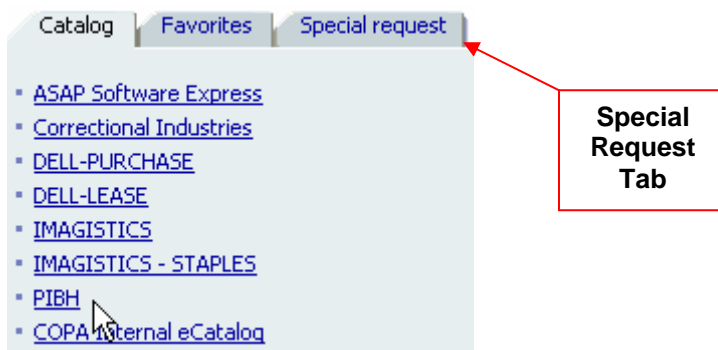 Catalog Favorites Special request
ASAP Software Express
Correctional Industries
DELL-PURCHASE
DELL-LEASE
IMAGISTICS
IMAGISTICS - STAPLES
PIBH
COPA Internal eCatalog
Special
Request
Tab